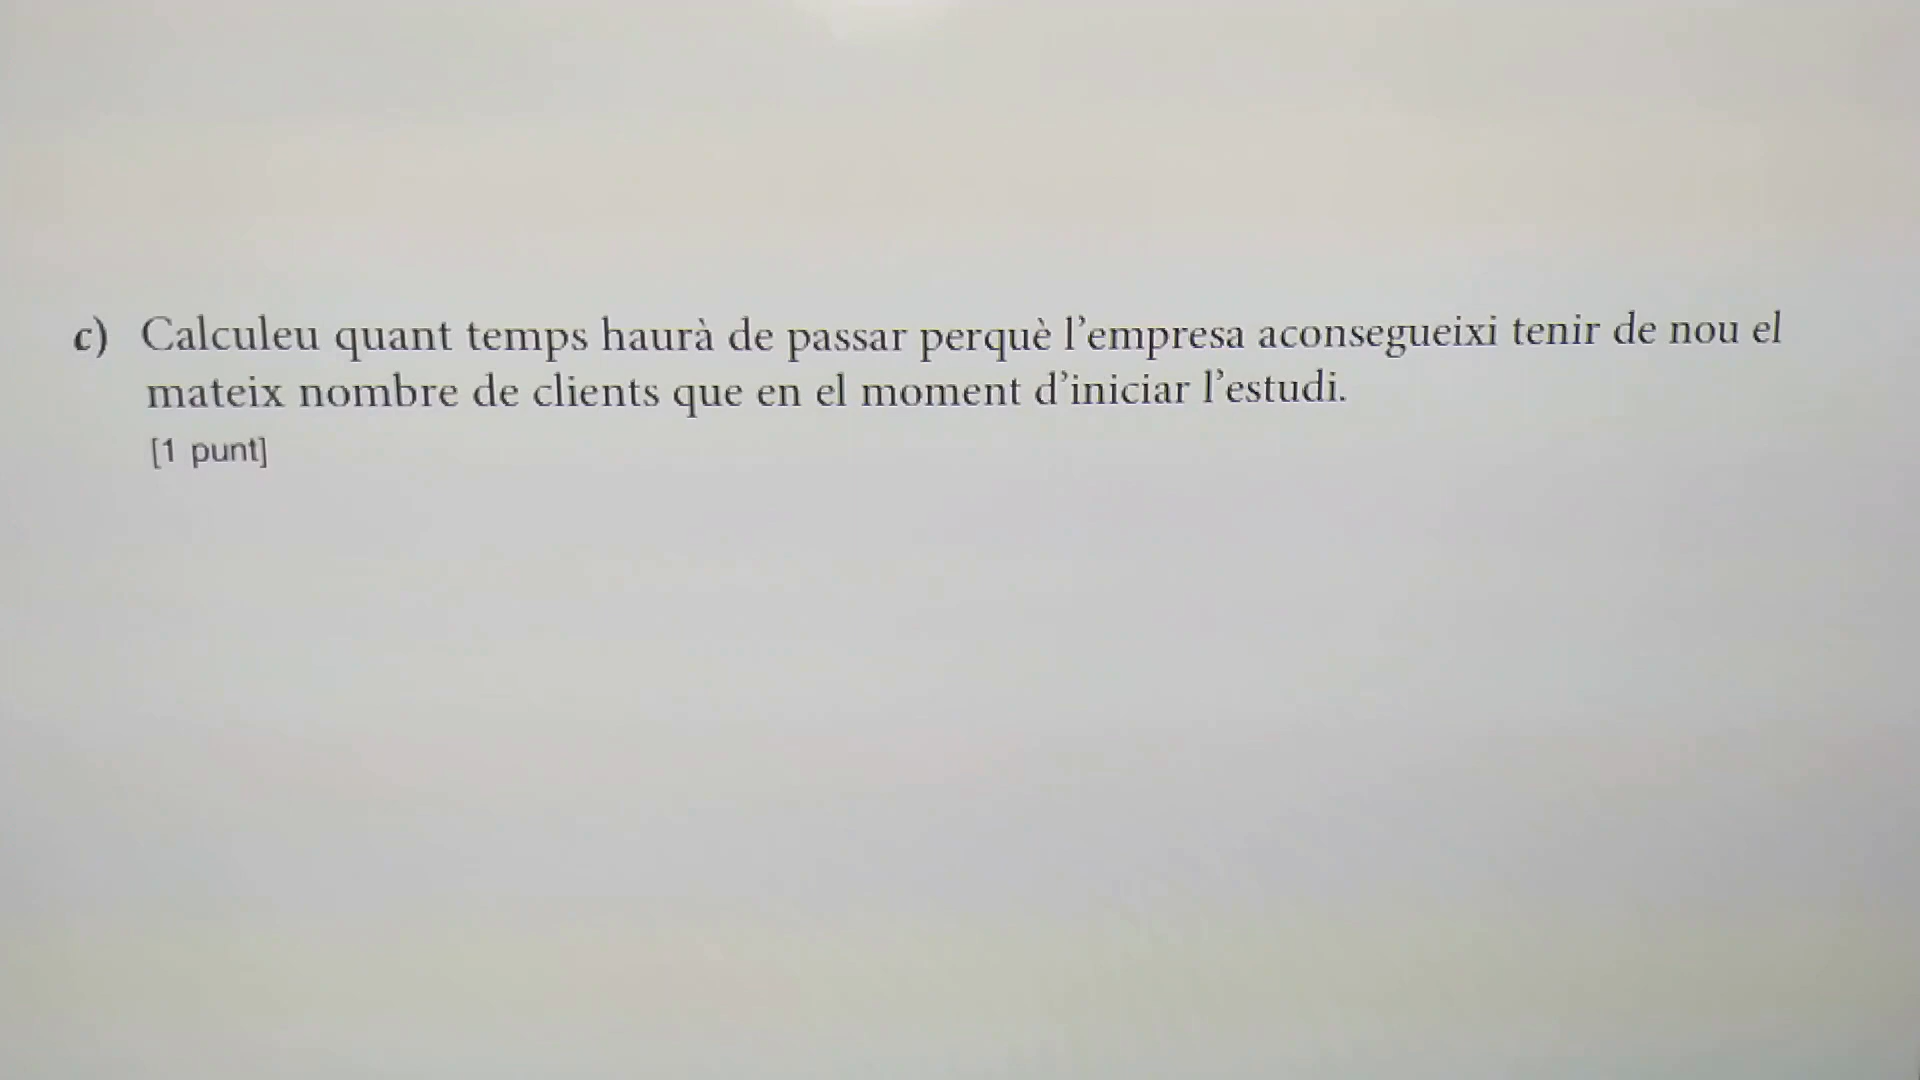 c) Calculeu quant temps haurà de passar perquè l'empresa aconsegueixi tenir de nou el
mateix nombre de clients que en el moment d'iniciar l'estudi.
[1 punt]